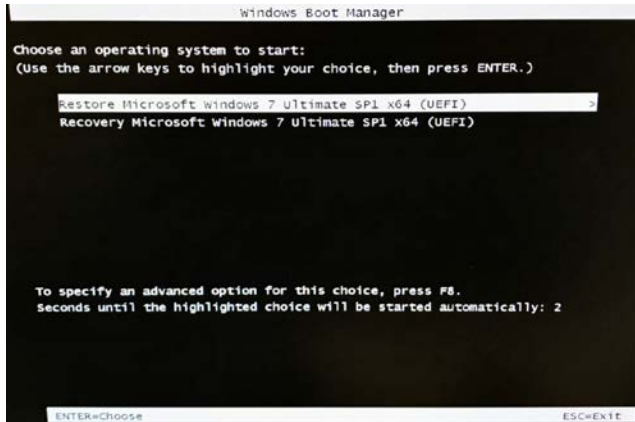 Windows Boot Manager
Choose an operating system to start:
(Use the arrow keys to highlight your choice, then press ENTER.)
Restore Microsoft Windows 7 Ultimate SP1 x64 (UEFI) >
Recovery Microsoft Windows 7 Ultimate SP1 x64 (UEFI)
To specify an advanced option for this choice, press F8.
Seconds until the highlighted choice will be started automatically: 2
ENTER=Choose ESC=Exit